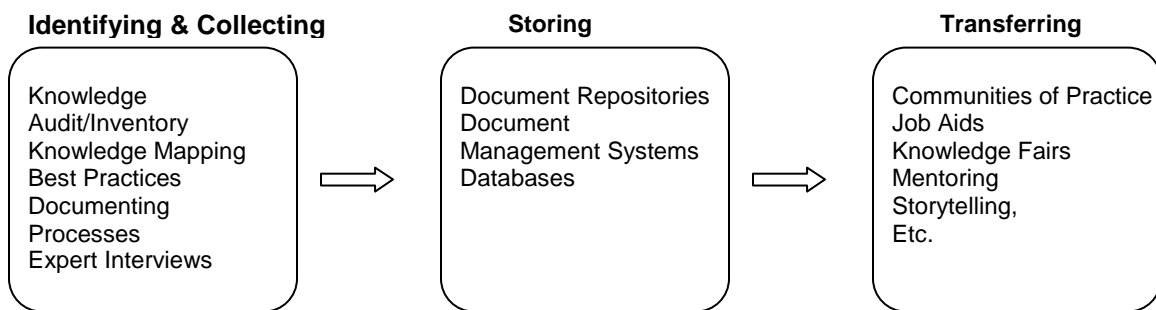 Identifying & Collecting
Knowledge
Audit/Inventory
Knowledge Mapping
Best Practices
Documenting
Processes
Expert Interviews
Storing
Document Repositories
Document
Management Systems
Databases
Transferring
Communities of Practice
Job Aids
Knowledge Fairs
Mentoring
Storytelling,
Etc.